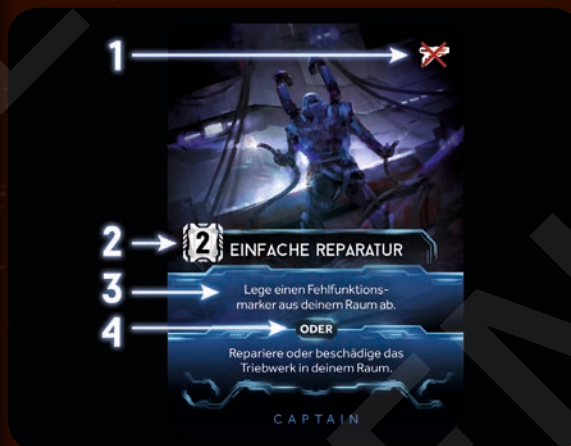 1
2
2 EINFACHE REPARATUR
3
Lege einen Fehlfunktions-
marker aus deinem Raum ab.
4
ODER
Repariere oder beschädige das
Triebwerk in deinem Raum.
CAPTAIN